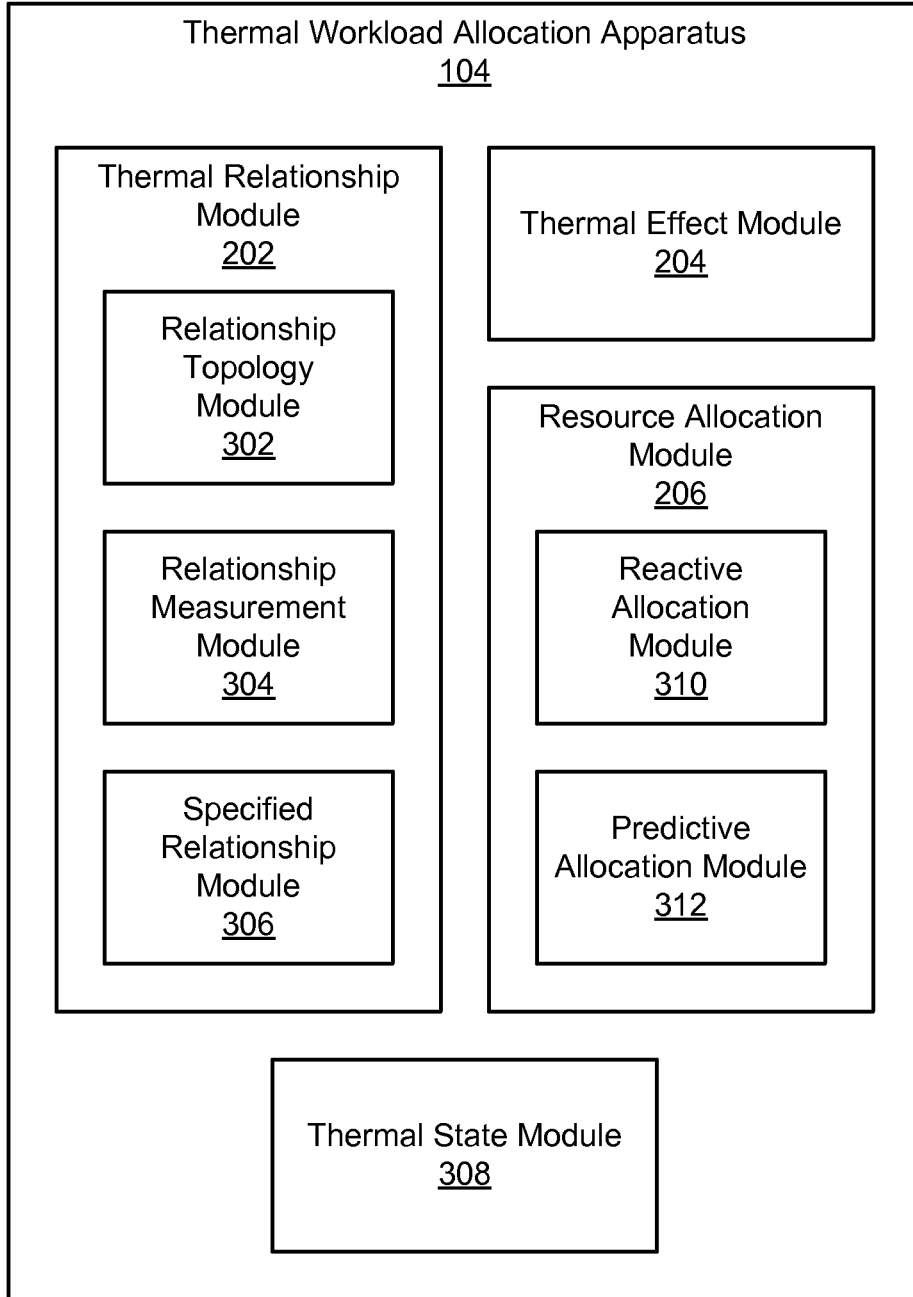 Thermal Workload Allocation Apparatus
104
Thermal Relationship
Module
202
Relationship
Topology
Module
302
Relationship
Measurement
Module
304
Specified
Relationship
Module
306
Thermal Effect Module
204
Resource Allocation
Module
206
Reactive
Allocation
Module
310
Predictive
Allocation Module
312
Thermal State Module
308